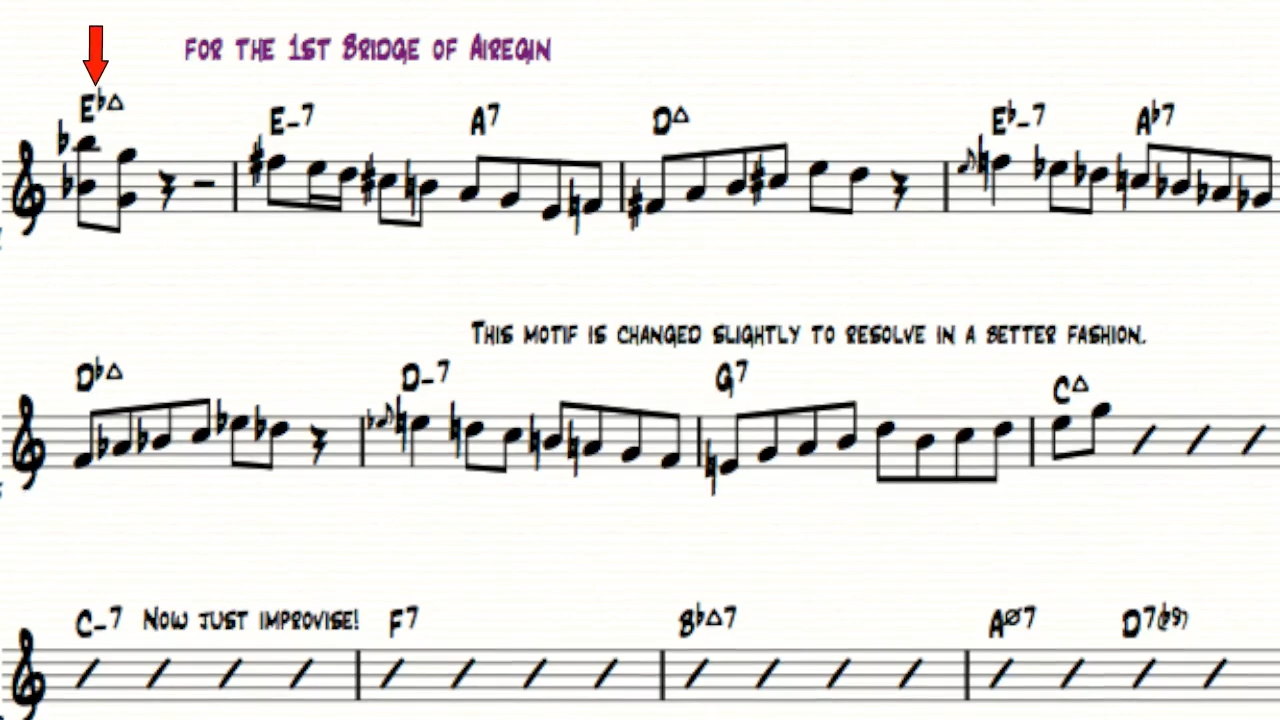 FOR THE 1ST BRIDGE OF AIREGIN
E♭△ E-7 A7 D△ E♭-7 A♭7
THIS MOTIF IS CHANGED SLIGHTLY TO RESOLVE IN A BETTER FASHION.
D♭△ D-7 G7 C△
C-7 NOW JUST IMPROVISE! F7 B♭△7 Aø7 D7(♭9)